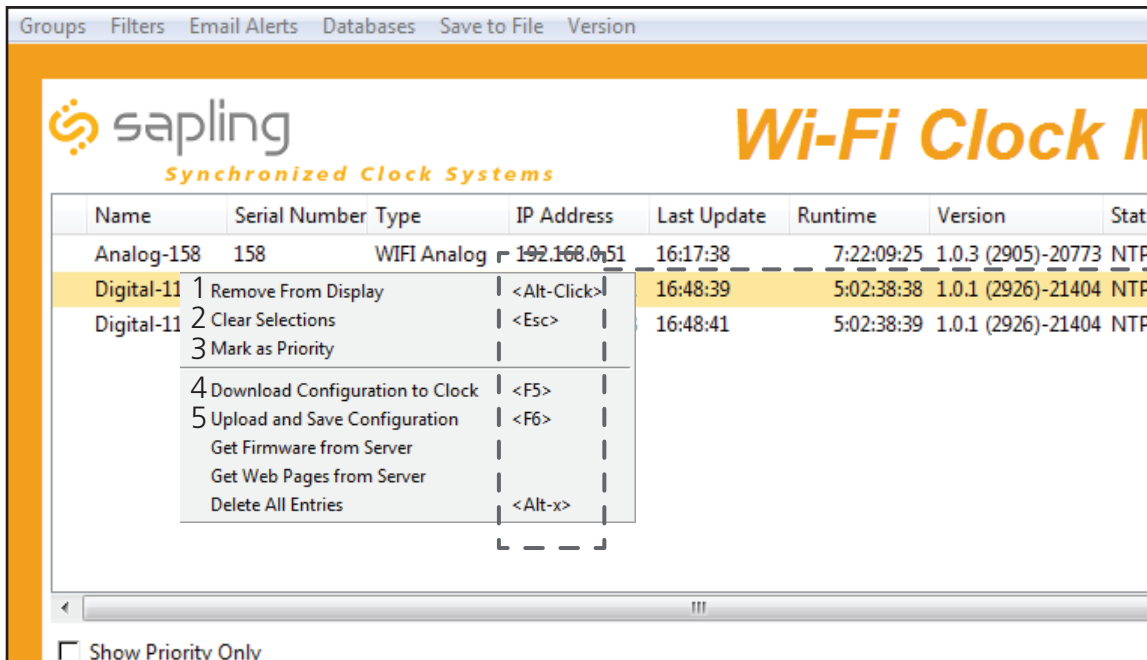 Groups Filters Email Alerts Databases Save to File Version
sapling
Synchronized Clock Systems
Wi-Fi Clock
Name Serial Number Type IP Address Last Update Runtime Version Stat
Analog-158 158 WIFI Analog 192.168.0.51 16:17:38 7:22:09:25 1.0.3 (2905)-20773 NTP
Digital-11 16:48:39 5:02:38:38 1.0.1 (2926)-21404 NTP
Digital-11 16:48:41 5:02:38:39 1.0.1 (2926)-21404 NTP
1 Remove From Display <Alt-Click>
2 Clear Selections <Esc>
3 Mark as Priority
4 Download Configuration to Clock <F5>
5 Upload and Save Configuration <F6>
Get Firmware from Server
Get Web Pages from Server
Delete All Entries <Alt-x>
Show Priority Only